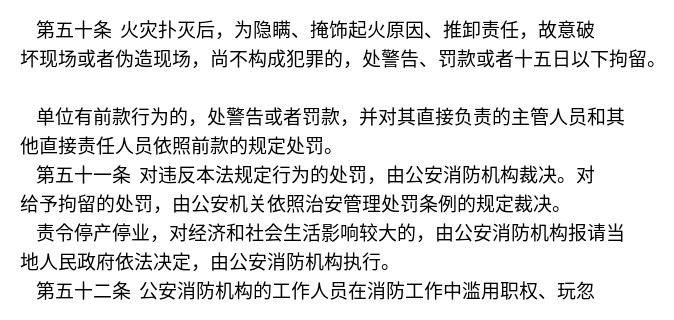 第五十条 火灾扑灭后，为隐瞒、掩饰起火原因、推卸责任，故意破
坏现场或者伪造现场，尚不构成犯罪的，处警告、罚款或者十五日以下拘留。
单位有前款行为的，处警告或者罚款，并对其直接负责的主管人员和其
他直接责任人员依照前款的规定处罚。
第五十一条 对违反本法规定行为的处罚，由公安消防机构裁决。对
给予拘留的处罚，由公安机关依照治安管理处罚条例的规定裁决。
责令停产停业，对经济和社会生活影响较大的，由公安消防机构报请当
地人民政府依法决定，由公安消防机构执行。
第五十二条 公安消防机构的工作人员在消防工作中滥用职权、玩忽